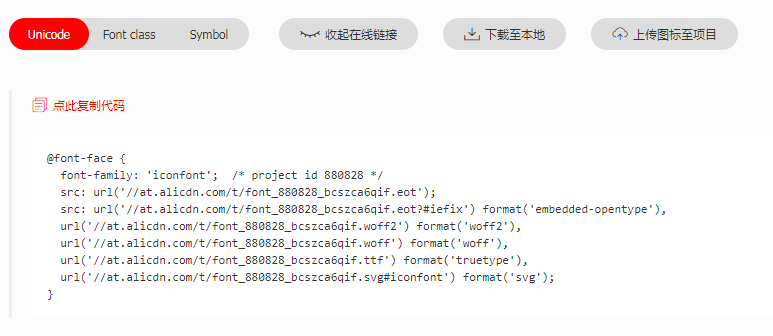 Unicode Font class Symbol 收起在线链接 下载至本地 上传图标至项目
点此复制代码
@font-face {
  font-family: 'iconfont';  /* project id 880828 */
  src: url('//at.alicdn.com/t/font_880828_bcszca6qif.eot');
  src: url('//at.alicdn.com/t/font_880828_bcszca6qif.eot?#iefix') format('embedded-opentype'),
  url('//at.alicdn.com/t/font_880828_bcszca6qif.woff2') format('woff2'),
  url('//at.alicdn.com/t/font_880828_bcszca6qif.woff') format('woff'),
  url('//at.alicdn.com/t/font_880828_bcszca6qif.ttf') format('truetype'),
  url('//at.alicdn.com/t/font_880828_bcszca6qif.svg#iconfont') format('svg');
}